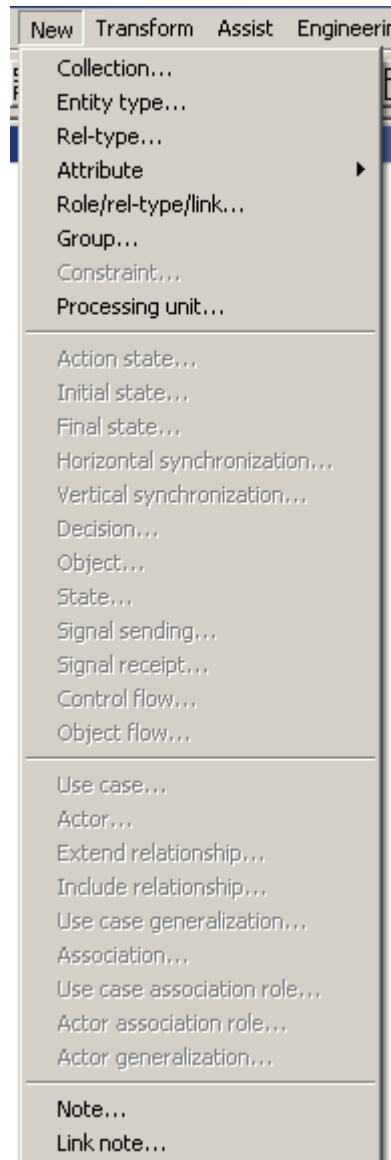 New Transform Assist Engineerin
Collection...
Entity type...
Rel-type...
Attribute
Role/rel-type/link...
Group...
Constraint...
Processing unit...
Action state...
Initial state...
Final state...
Horizontal synchronization...
Vertical synchronization...
Decision...
Object...
State...
Signal sending...
Signal receipt...
Control flow...
Object flow...
Use case...
Actor...
Extend relationship...
Include relationship...
Use case generalization...
Association...
Use case association role...
Actor association role...
Actor generalization...
Note...
Link note...